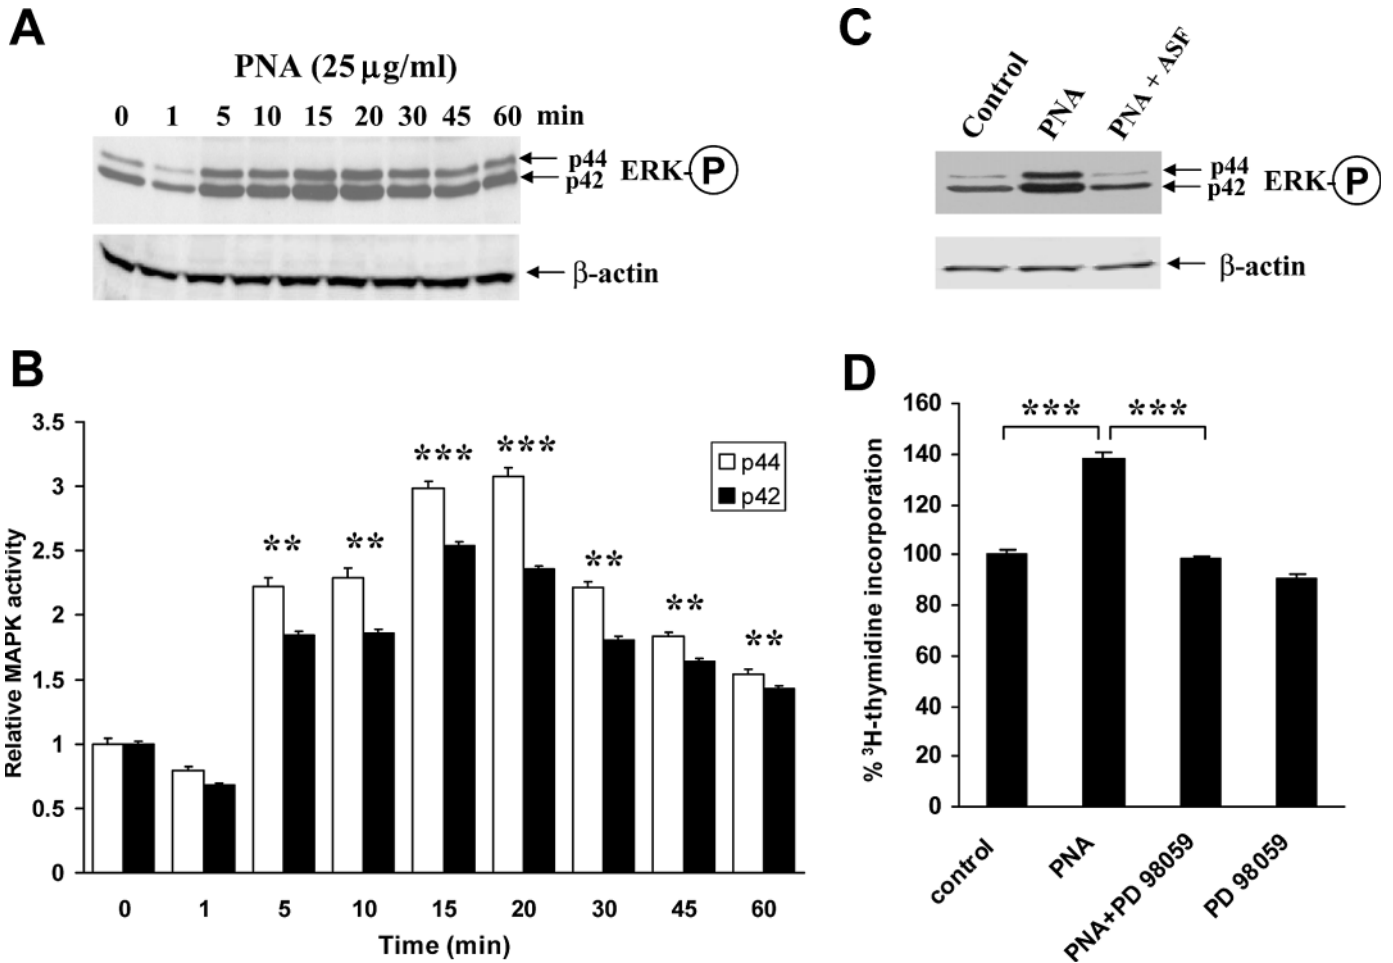 A
PNA (25 μg/ml)
0 1 5 10 15 20 30 45 60 min
p44
p42
ERK-P
β-actin
C
Control
PNA
PNA + ASF
p44
p42
ERK-P
β-actin
B
3.5
3
2.5
2
1.5
1
0.5
0
Relative MAPK activity
** ** *** *** ** ** **
p44
p42
0 1 5 10 15 20 30 45 60
Time (min)
D
160
140
120
100
80
60
40
20
0
% ³H-thymidine incorporation
*** ***
control
PNA
PNA+PD 98059
PD 98059